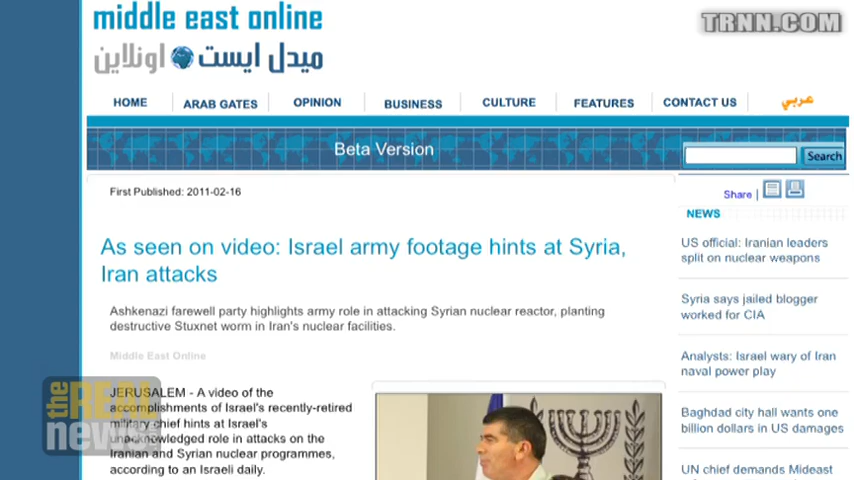 middle east online
TRNN.COM
ميدل ايست اونلاين
HOME
ARAB GATES
OPINION
BUSINESS
CULTURE
FEATURES
CONTACT US
عربي
Beta Version
Search
First Published: 2011-02-16
Share |
As seen on video: Israel army footage hints at Syria,
Iran attacks
Ashkenazi farewell party highlights army role in attacking Syrian nuclear reactor, planting
destructive Stuxnet worm in Iran's nuclear facilities.
Middle East Online
JERUSALEM - A video of the
accomplishments of Israel's recently-retired
military chief hints at Israel's
unacknowledged role in attacks on the
Iranian and Syrian nuclear programmes,
according to an Israeli daily.
NEWS
US official: Iranian leaders
split on nuclear weapons
Syria says jailed blogger
worked for CIA
Analysts: Israel wary of Iran
naval power play
Baghdad city hall wants one
billion dollars in US damages
UN chief demands Mideast
the REAL
news